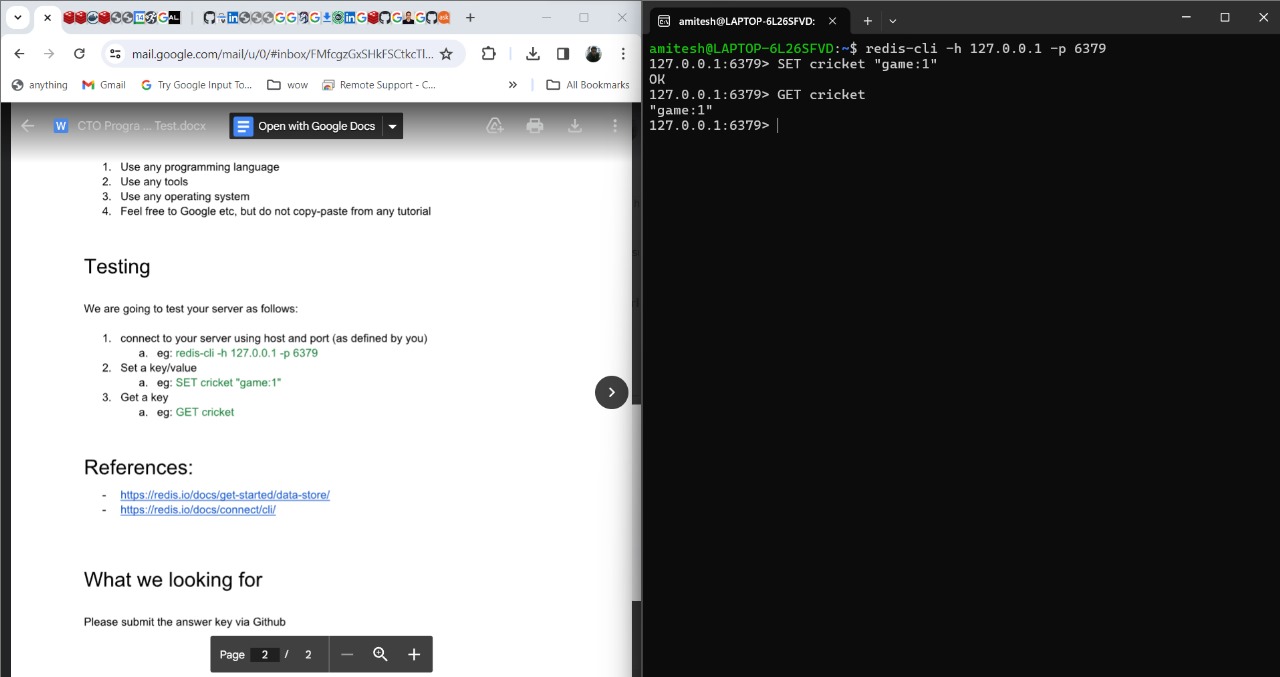 mail.google.com/mail/u/0/#inbox/FMfcgzGxSHkFSCtkcTl...
anything
Gmail
Try Google Input To...
wow
Remote Support - C...
»
All Bookmarks
W CTO Progra ... Test.docx
Open with Google Docs
1. Use any programming language
2. Use any tools
3. Use any operating system
4. Feel free to Google etc, but do not copy-paste from any tutorial
Testing
We are going to test your server as follows:
1. connect to your server using host and port (as defined by you)
a. eg: redis-cli -h 127.0.0.1 -p 6379
2. Set a key/value
a. eg: SET cricket "game:1"
3. Get a key
a. eg: GET cricket
References:
- https://redis.io/docs/get-started/data-store/
- https://redis.io/docs/connect/cli/
What we looking for
Please submit the answer key via Github
Page 2 / 2
amitesh@LAPTOP-6L26SFVD:
amitesh@LAPTOP-6L26SFVD:~$ redis-cli -h 127.0.0.1 -p 6379
127.0.0.1:6379> SET cricket "game:1"
OK
127.0.0.1:6379> GET cricket
"game:1"
127.0.0.1:6379>